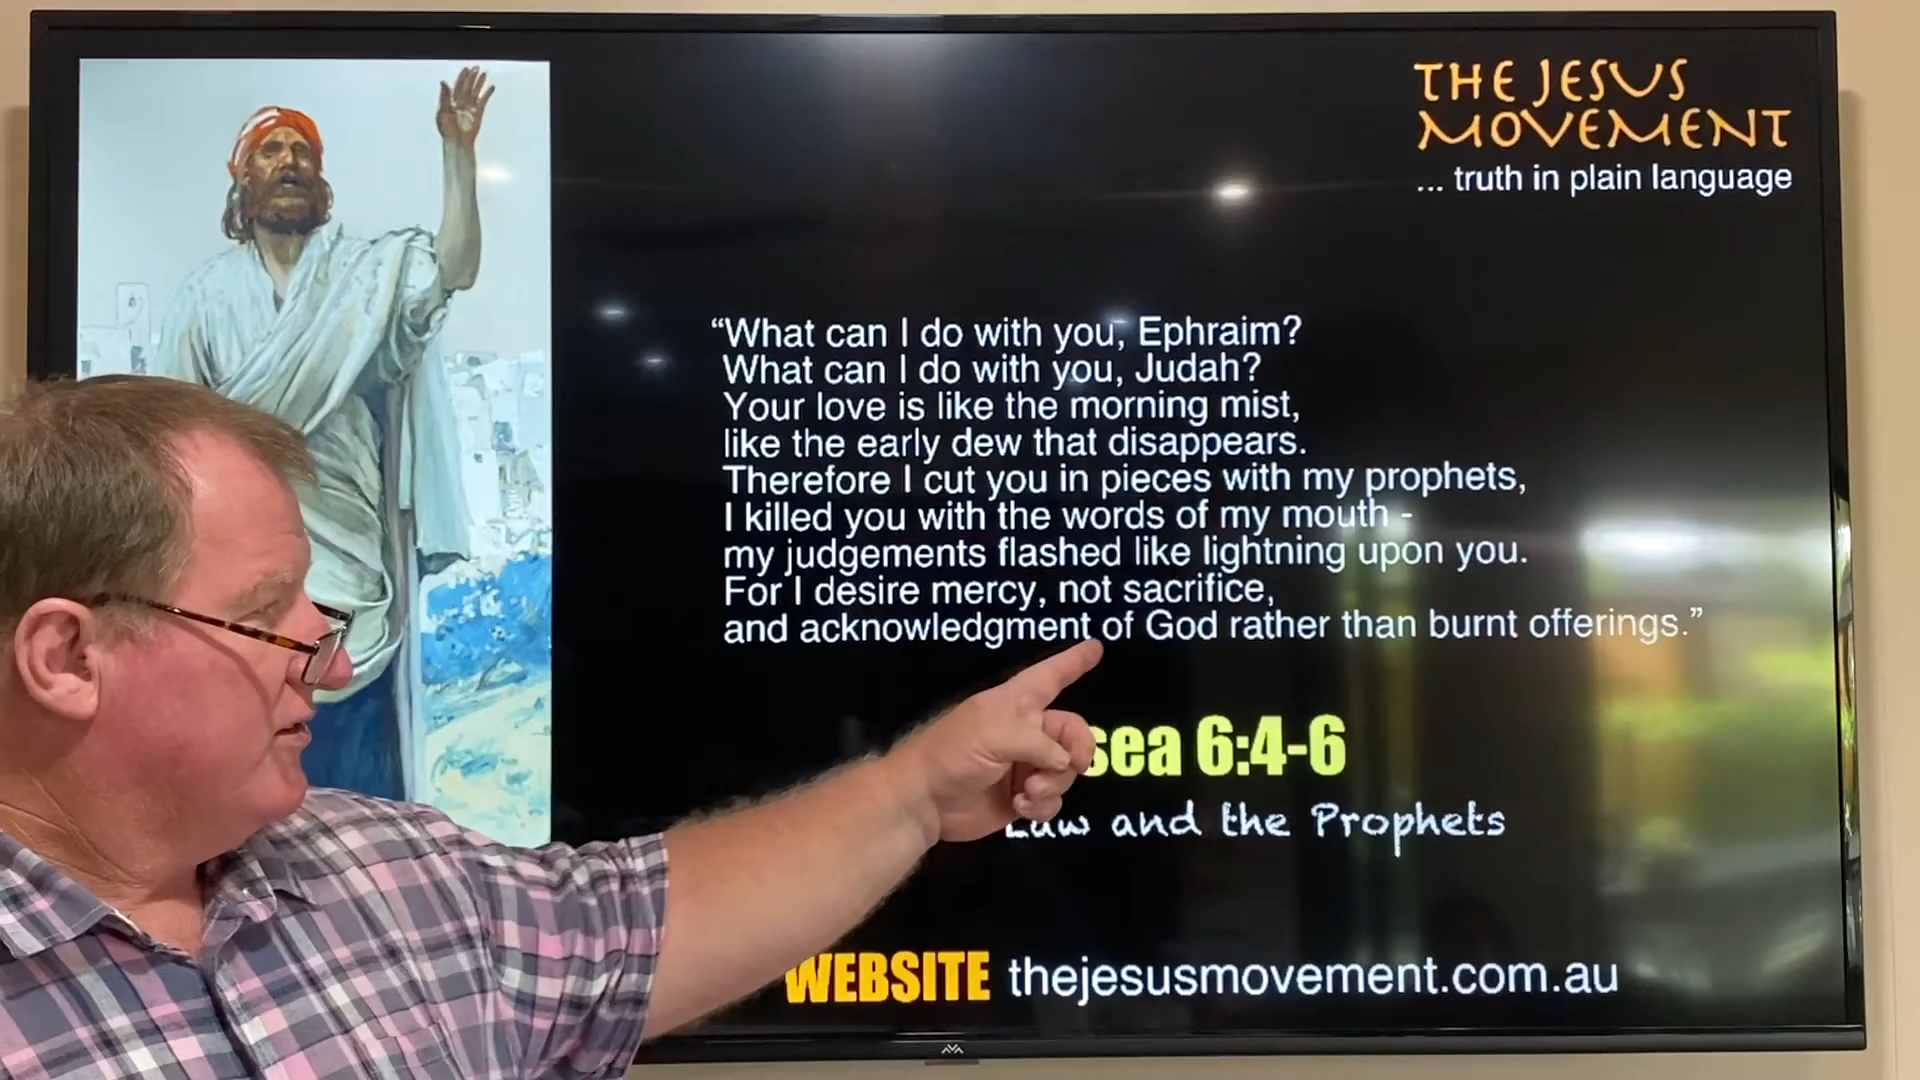 THE JESUS
MOVEMENT
... truth in plain language
“What can I do with you, Ephraim?
What can I do with you, Judah?
Your love is like the morning mist,
like the early dew that disappears.
Therefore I cut you in pieces with my prophets,
I killed you with the words of my mouth -
my judgements flashed like lightning upon you.
For I desire mercy, not sacrifice,
and acknowledgment of God rather than burnt offerings.”
sea 6:4-6
Law and the Prophets
WEBSITE thejesusmovement.com.au